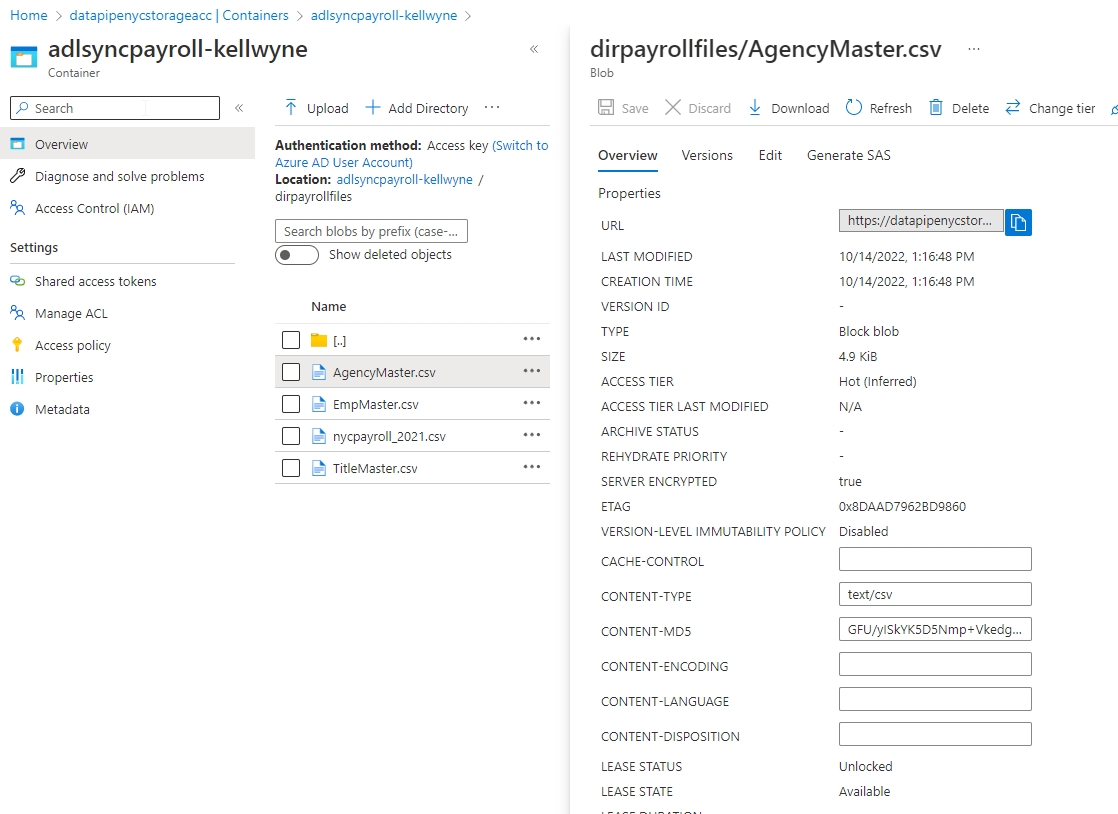 Home > datapipenycstorageacc | Containers > adlsyncpayroll-kellwyne >
adlsyncpayroll-kellwyne
Container
Search
Overview
Diagnose and solve problems
Access Control (IAM)
Settings
Shared access tokens
Manage ACL
Access policy
Properties
Metadata
Upload
Add Directory
Authentication method: Access key (Switch to
Azure AD User Account)
Location: adlsyncpayroll-kellwyne /
dirpayrollfiles
Search blobs by prefix (case-...
Show deleted objects
Name
[..]
AgencyMaster.csv
EmpMaster.csv
nycpayroll_2021.csv
TitleMaster.csv
dirpayrollfiles/AgencyMaster.csv
Blob
Save Discard Download Refresh Delete Change tier
Overview Versions Edit Generate SAS
Properties
URL https://datapipenycstor...
LAST MODIFIED 10/14/2022, 1:16:48 PM
CREATION TIME 10/14/2022, 1:16:48 PM
VERSION ID -
TYPE Block blob
SIZE 4.9 KiB
ACCESS TIER Hot (Inferred)
ACCESS TIER LAST MODIFIED N/A
ARCHIVE STATUS -
REHYDRATE PRIORITY -
SERVER ENCRYPTED true
ETAG 0x8DAAD7962BD9860
VERSION-LEVEL IMMUTABILITY POLICY Disabled
CACHE-CONTROL
CONTENT-TYPE text/csv
CONTENT-MD5 GFU/yISkYK5D5Nmp+Vkedg...
CONTENT-ENCODING
CONTENT-LANGUAGE
CONTENT-DISPOSITION
LEASE STATUS Unlocked
LEASE STATE Available